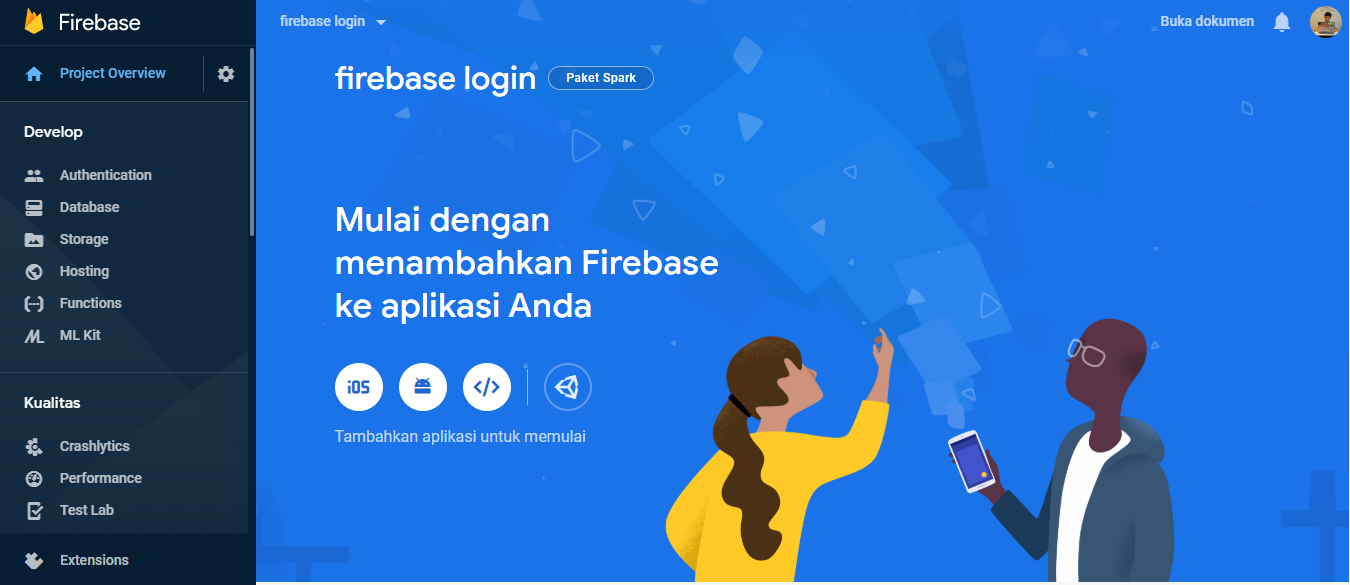 Firebase
Project Overview
Develop
Authentication
Database
Storage
Hosting
Functions
ML Kit
Kualitas
Crashlytics
Performance
Test Lab
Extensions
firebase login
Buka dokumen
firebase login
Paket Spark
Mulai dengan
menambahkan Firebase
ke aplikasi Anda
iOS
Tambahkan aplikasi untuk memulai